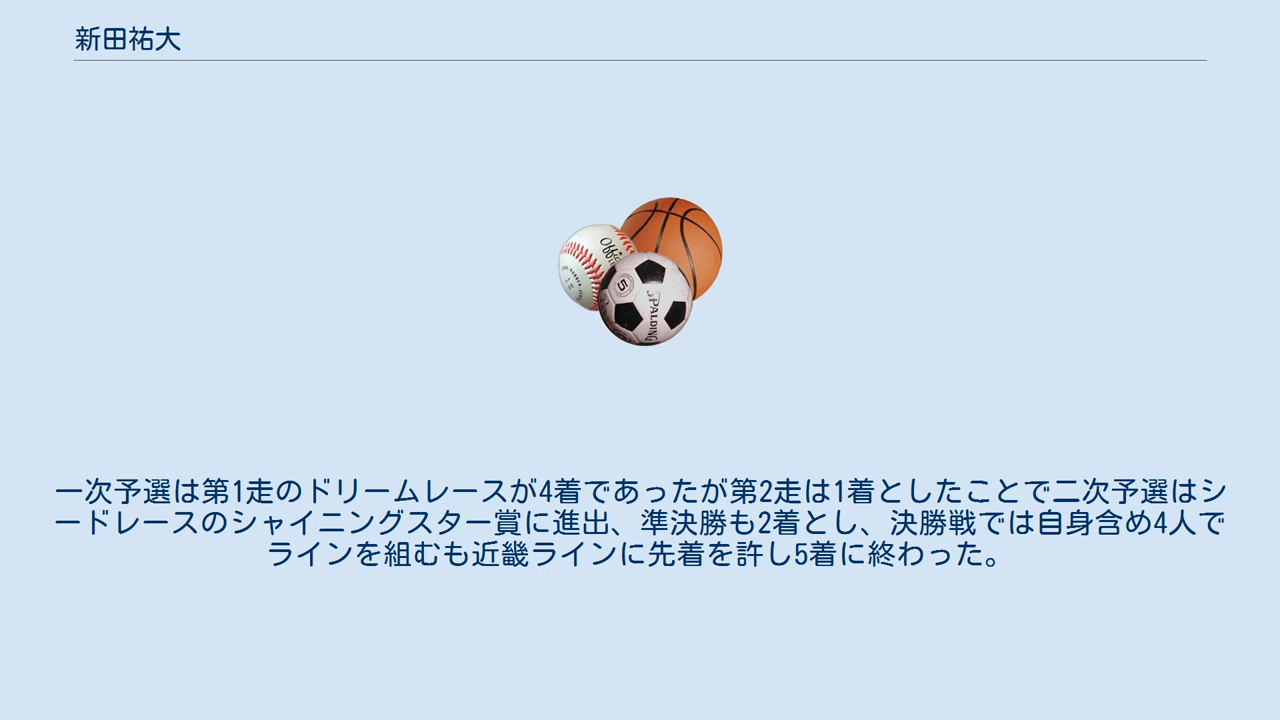 新田祐大
Offic
5
SPALDING
一次予選は第1走のドリームレースが4着であったが第2走は1着としたことで二次予選はシ
ードレースのシャイニングスター賞に進出、準決勝も2着とし、決勝戦では自身含め4人で
ラインを組むも近畿ラインに先着を許し5着に終わった。